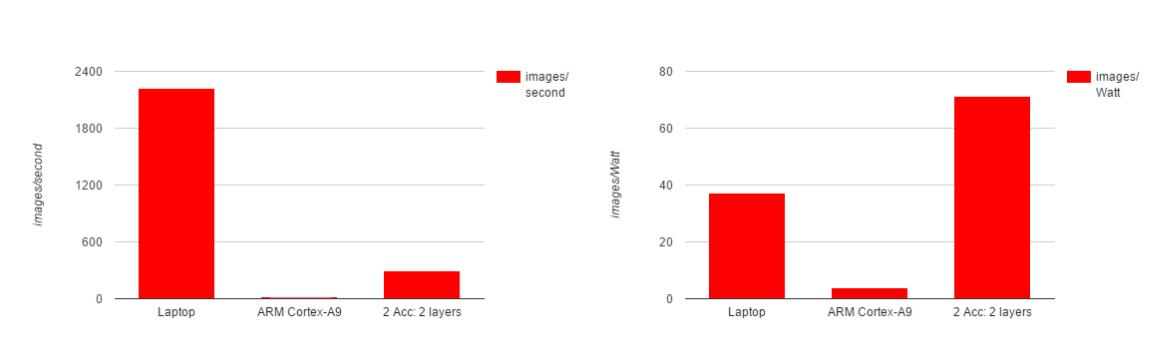 2400
1800
1200
600
0
images/second
Laptop
ARM Cortex-A9
2 Acc: 2 layers
images/
second
80
60
40
20
0
images/Watt
Laptop
ARM Cortex-A9
2 Acc: 2 layers
images/
Watt